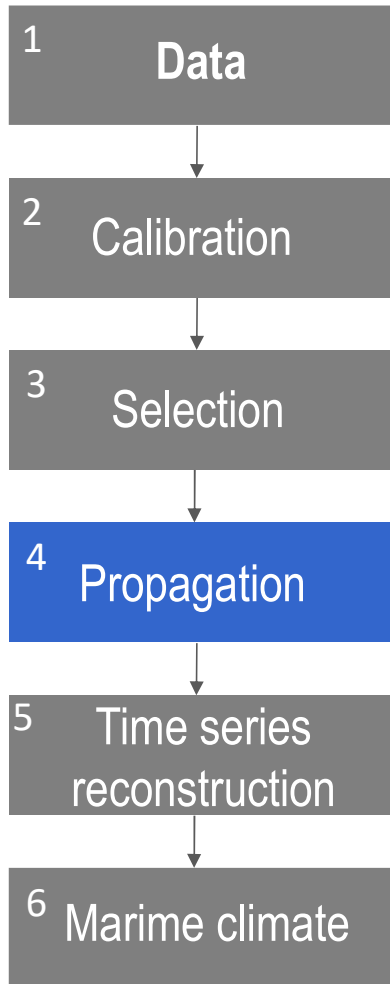 1
Data
2
Calibration
3
Selection
4
Propagation
5
Time series
reconstruction
6
Marime climate